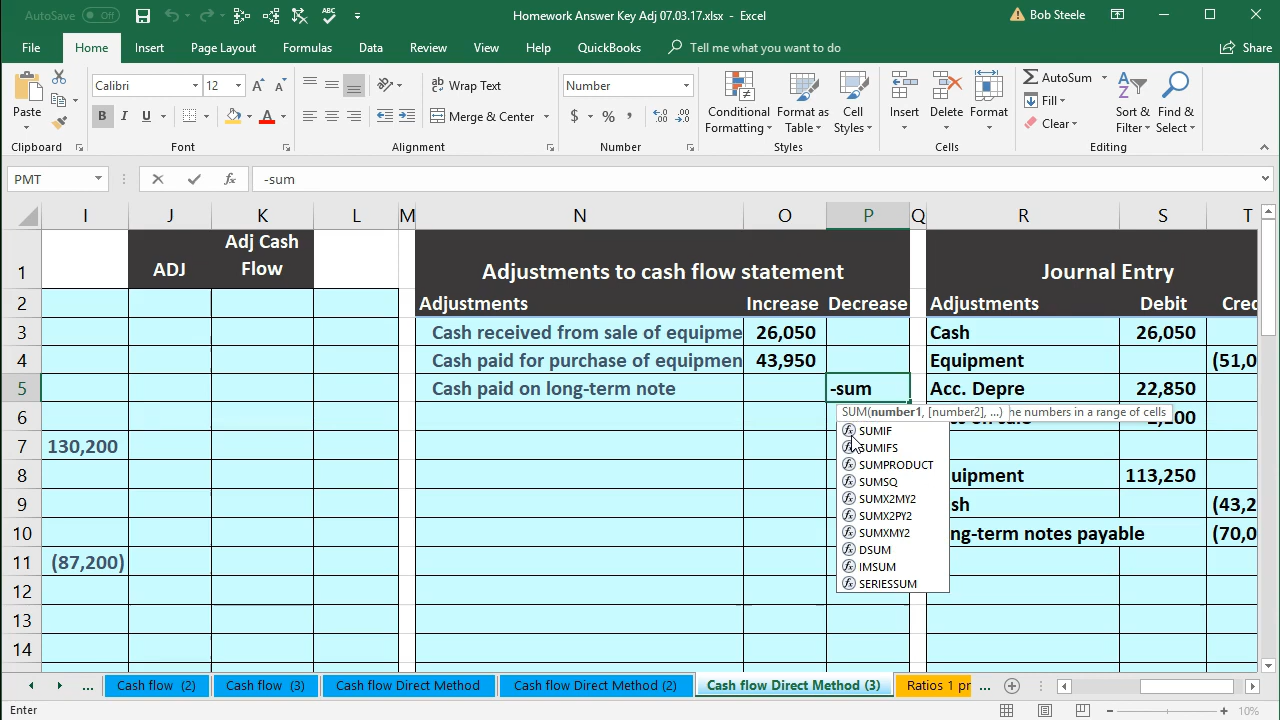 AutoSave Off Homework Answer Key Adj 07.03.17.xlsx - Excel Bob Steele
File Home Insert Page Layout Formulas Data Review View Help QuickBooks Tell me what you want to do Share
Calibri 12 Wrap Text Number AutoSum
Paste B I U Merge & Center $ % Conditional Formatting Format as Table Cell Styles Insert Delete Format Fill Clear Sort & Filter Find & Select
Clipboard Font Alignment Number Styles Cells Editing
PMT -sum
I J K L M N O P Q R S T
1 ADJ Adj Cash Flow Adjustments to cash flow statement Journal Entry
2 Adjustments Increase Decrease Adjustments Debit Cred
3 Cash received from sale of equipme 26,050 Cash 26,050
4 Cash paid for purchase of equipmen 43,950 Equipment (51,0
5 Cash paid on long-term note -sum Acc. Depre 22,850
SUM(number1, [number2], ...) he numbers in a range of cells
6 SUMIF
7 130,200 SUMIFS
SUMPRODUCT
8 SUMSQ uipment 113,250
SUMX2MY2
9 SUMX2PY2 sh (43,2
10 SUMXMY2 ng-term notes payable (70,0
DSUM
11 (87,200) IMSUM
SERIESSUM
12
13
14
... Cash flow (2) Cash flow (3) Cash flow Direct Method Cash flow Direct Method (2) Cash flow Direct Method (3) Ratios 1 pr ...
Enter 10%